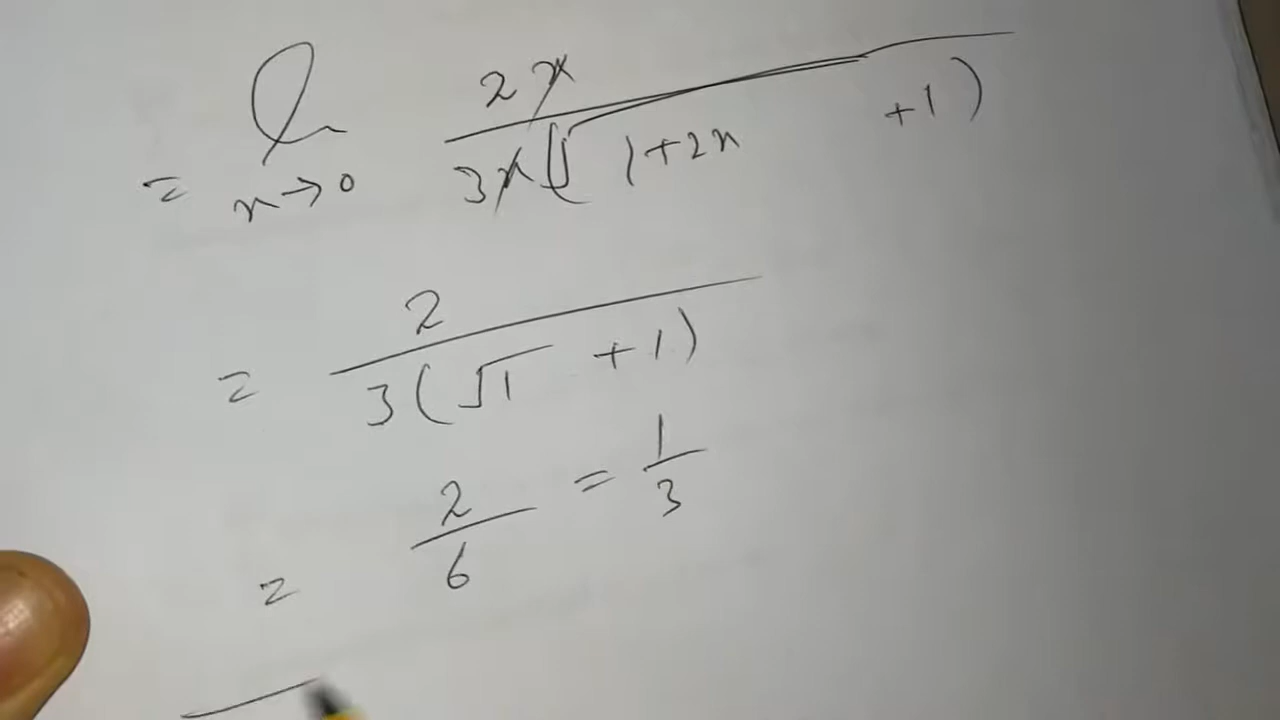 = lim x→0 2x / 3x(√1+2x +1)
= 2 / 3(√1 +1)
= 2/6 = 1/3